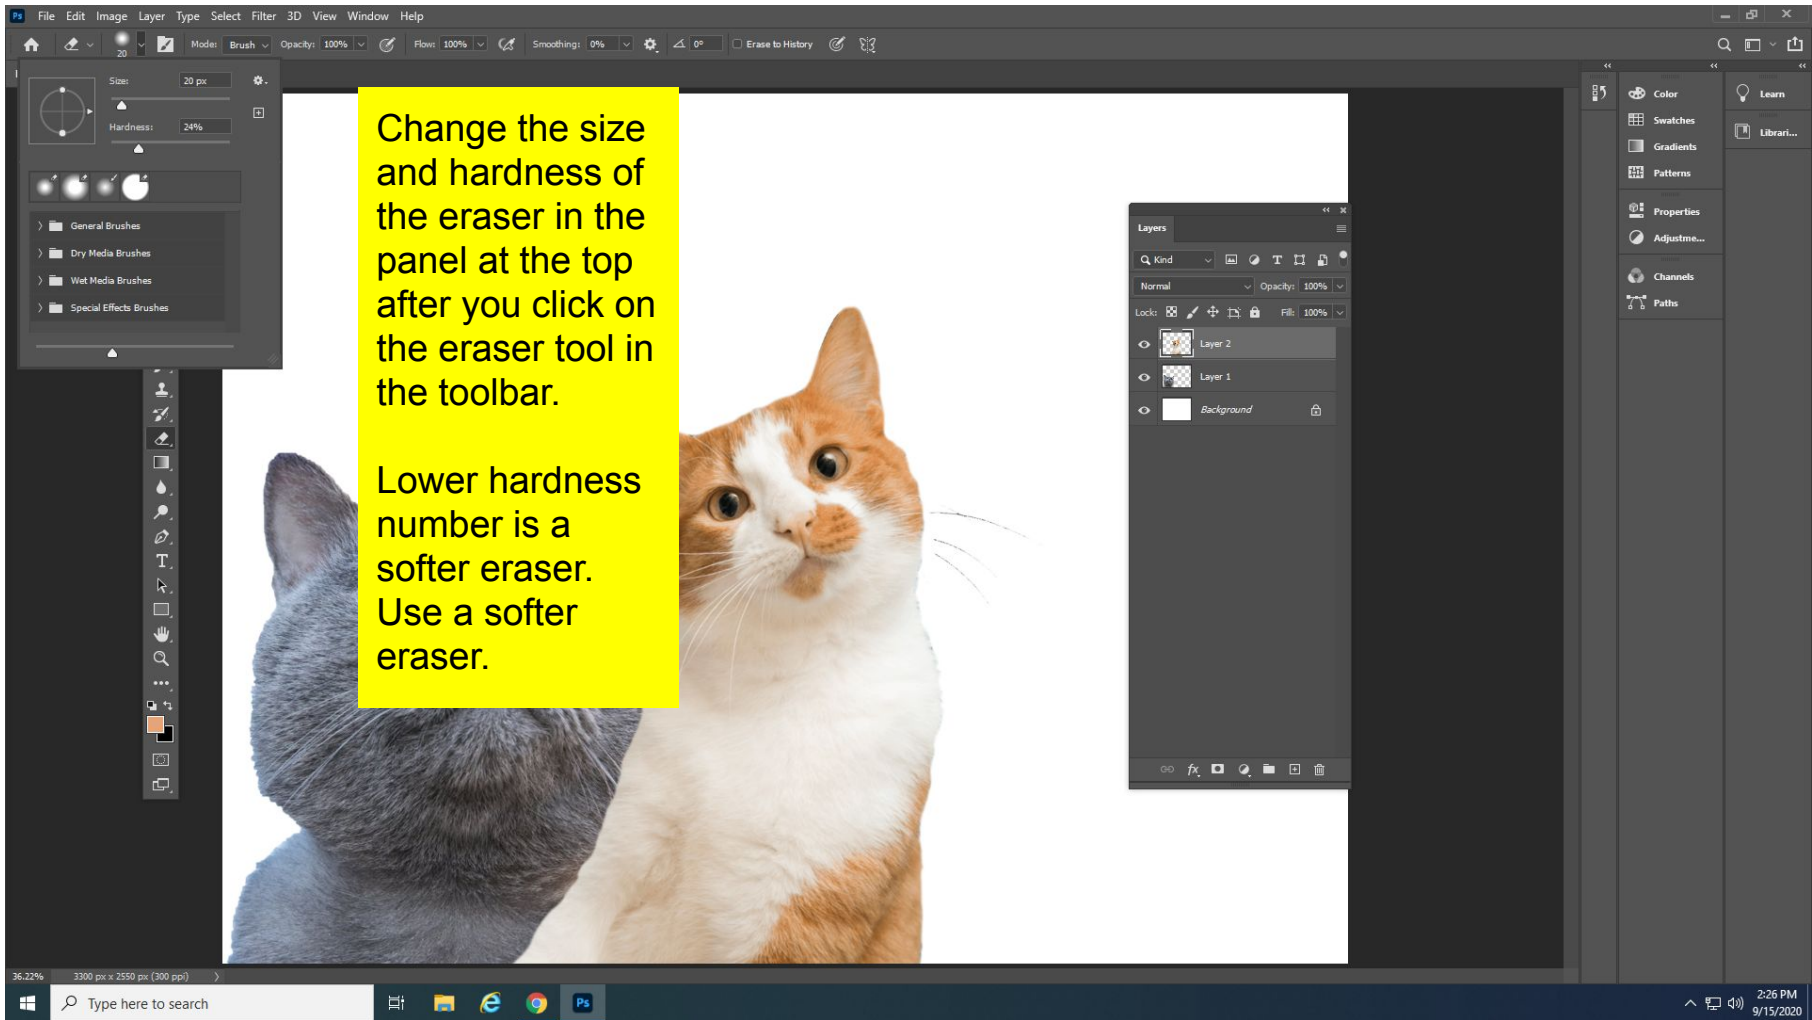 Ps File Edit Image Layer Type Select Filter 3D View Window Help
20 Mode: Brush Opacity: 100% Flow: 100% Smoothing: 0% 0° Erase to History
Size: 20 px
Hardness: 24%
General Brushes
Dry Media Brushes
Wet Media Brushes
Special Effects Brushes
Change the size
and hardness of
the eraser in the
panel at the top
after you click on
the eraser tool in
the toolbar.
Lower hardness
number is a
softer eraser.
Use a softer
eraser.
Layers
Kind
Normal Opacity: 100%
Lock: Fill: 100%
Layer 2
Layer 1
Background
fx
Color
Swatches
Gradients
Patterns
Properties
Adjustme...
Channels
Paths
Learn
Librari...
36.22% 3300 px x 2550 px (300 ppi)
Type here to search
Ps
2:26 PM
9/15/2020